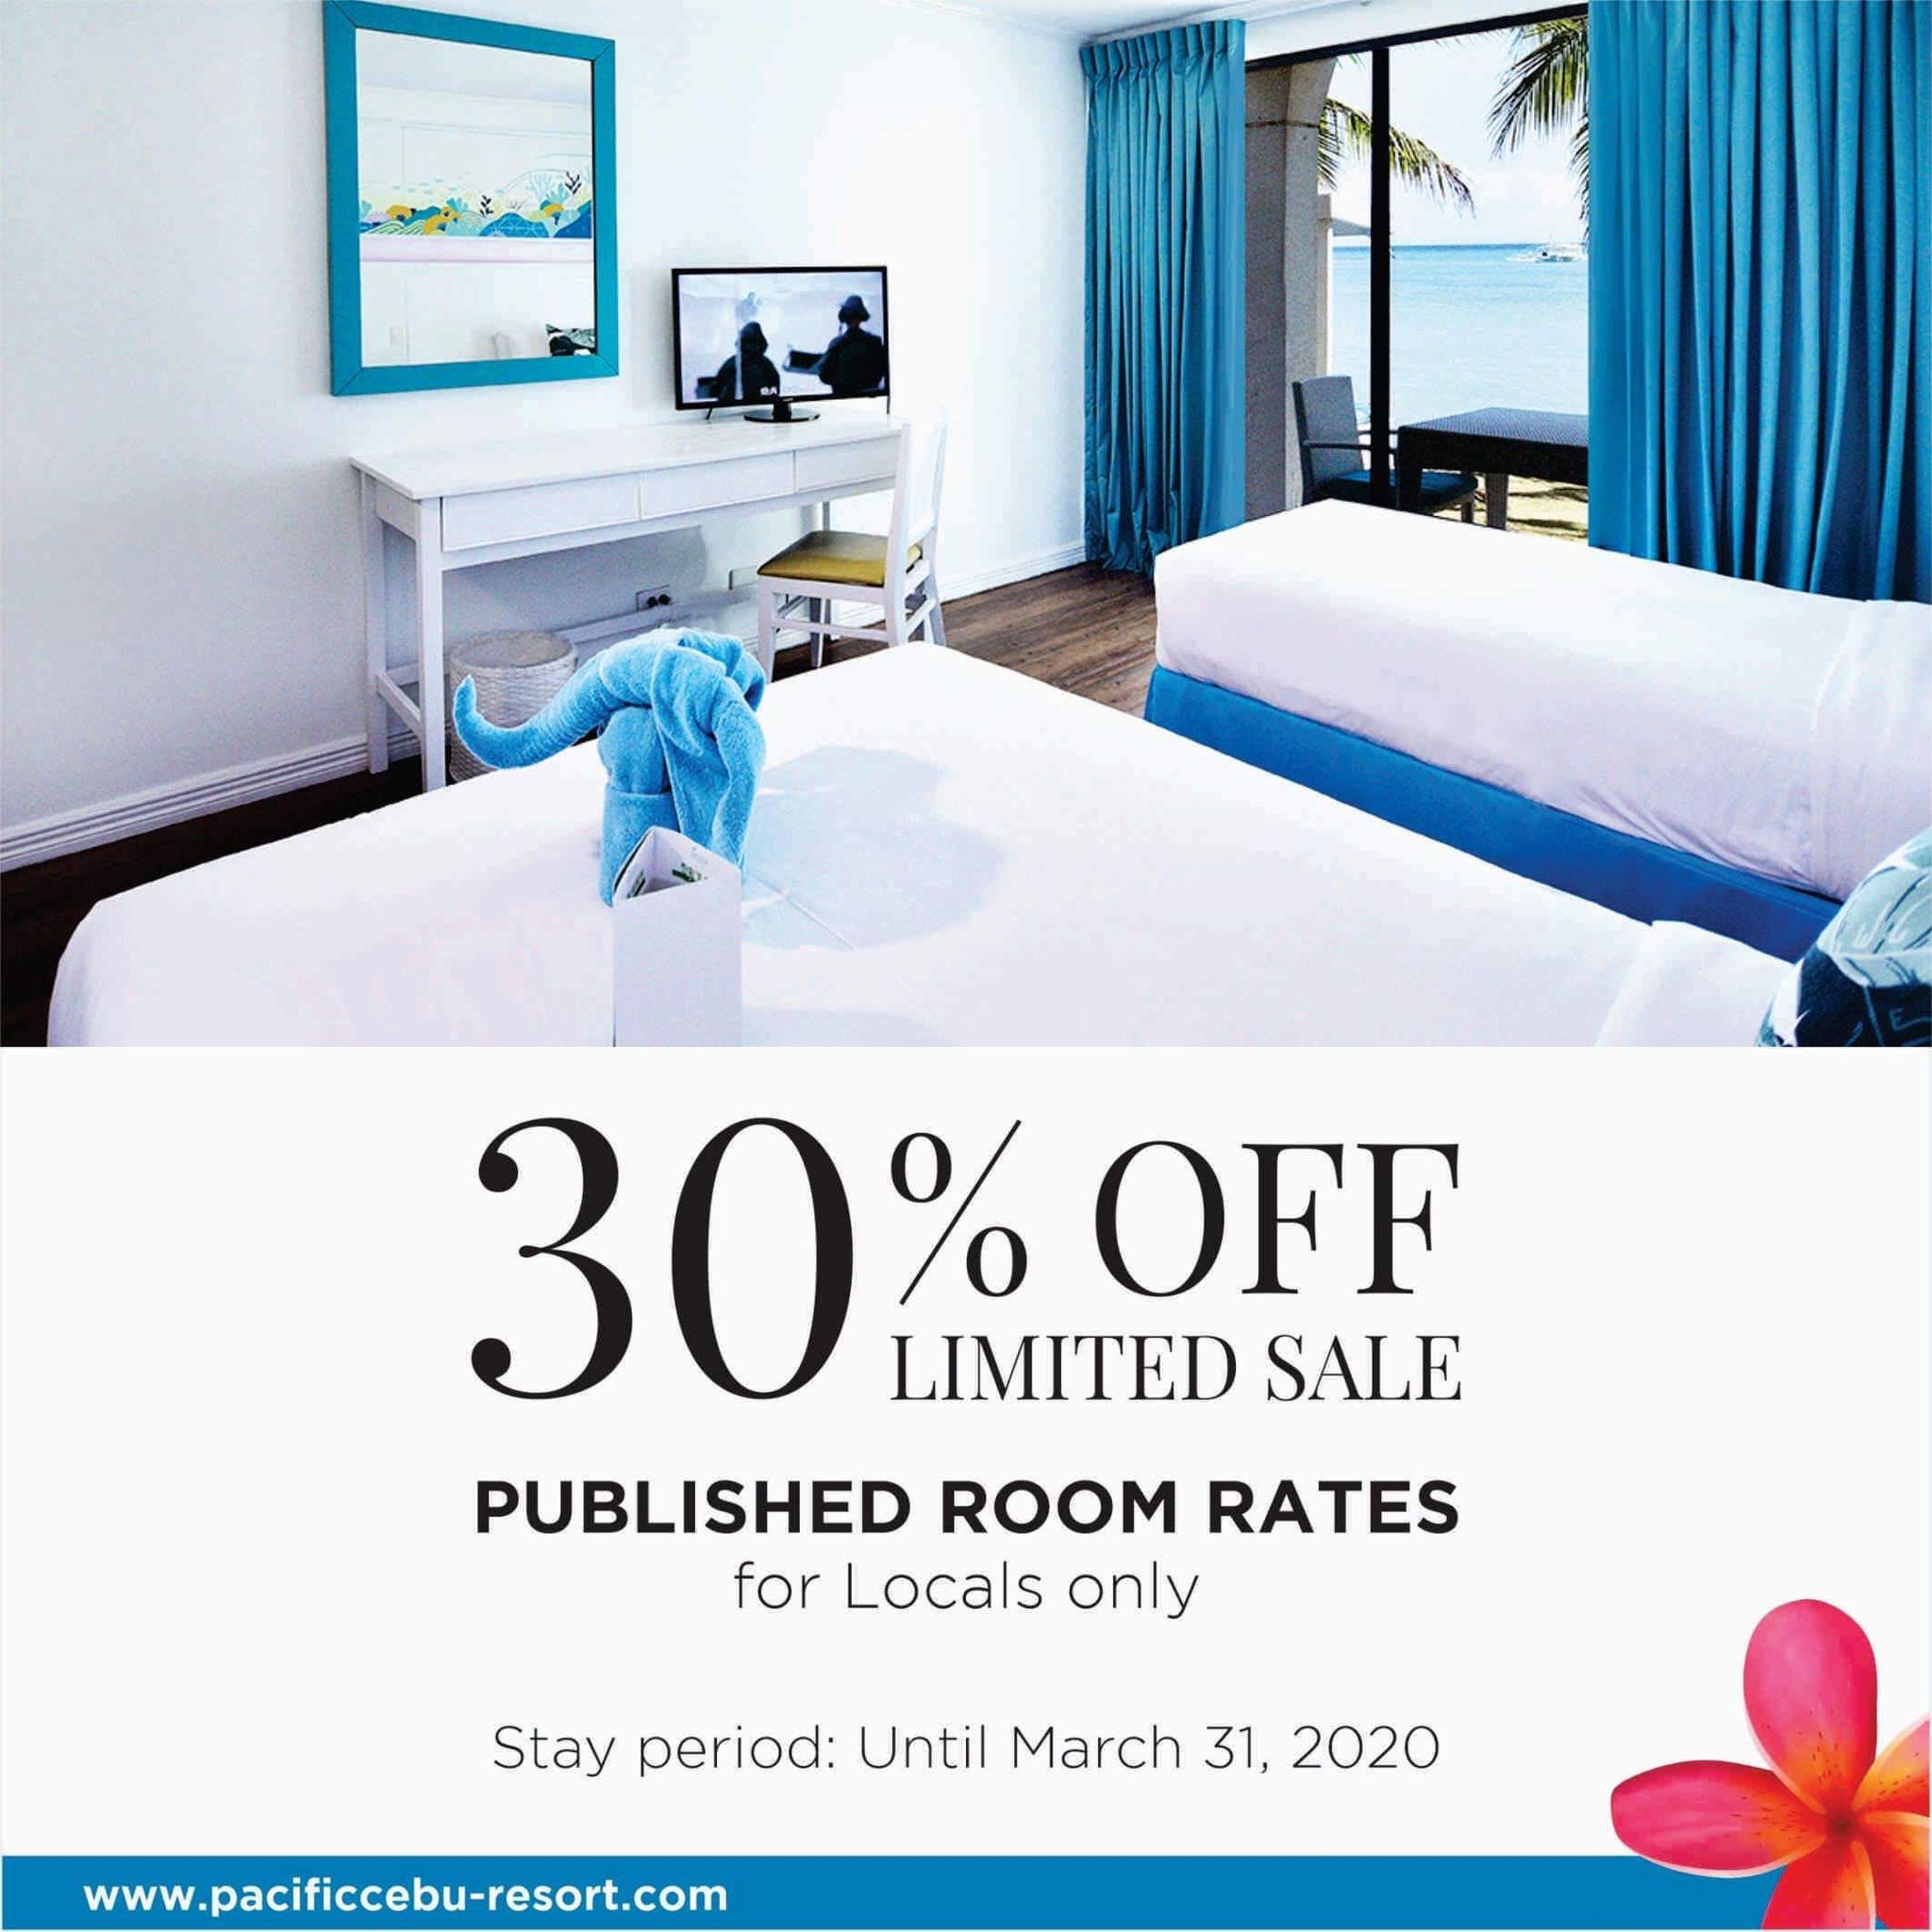 30% OFF
LIMITED SALE
PUBLISHED ROOM RATES
for Locals only
Stay period: Until March 31, 2020
www.pacificcebu-resort.com